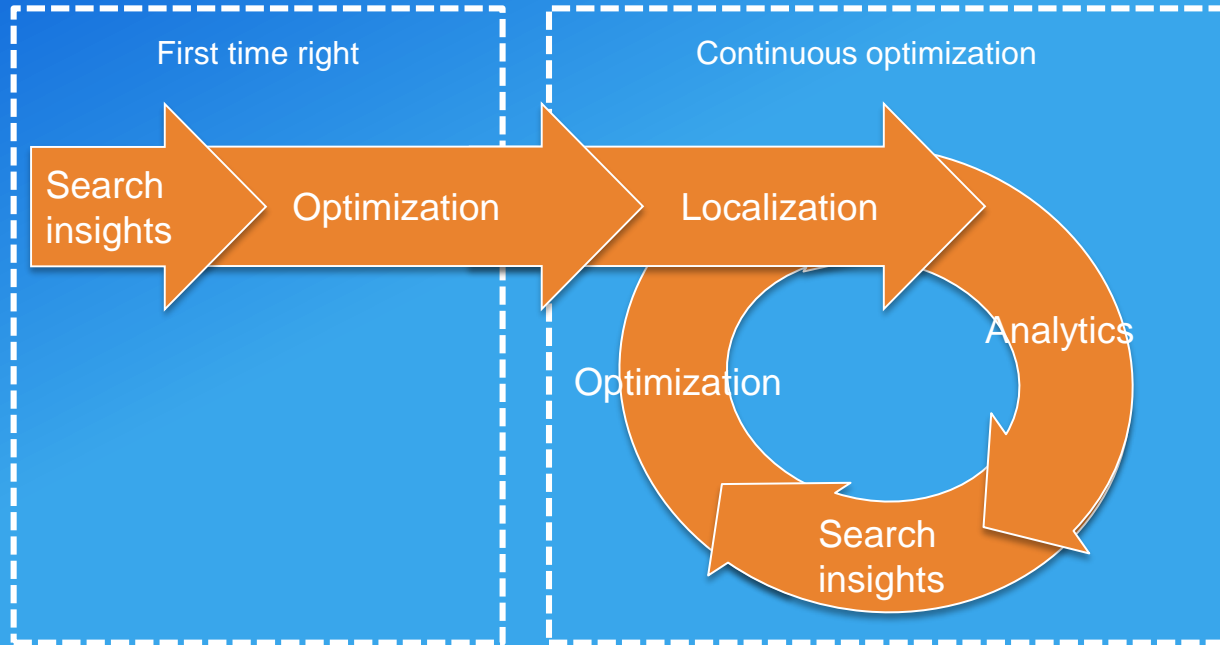 First time right
Continuous optimization
Search
insights
Optimization
Localization
Analytics
Optimization
Search
insights